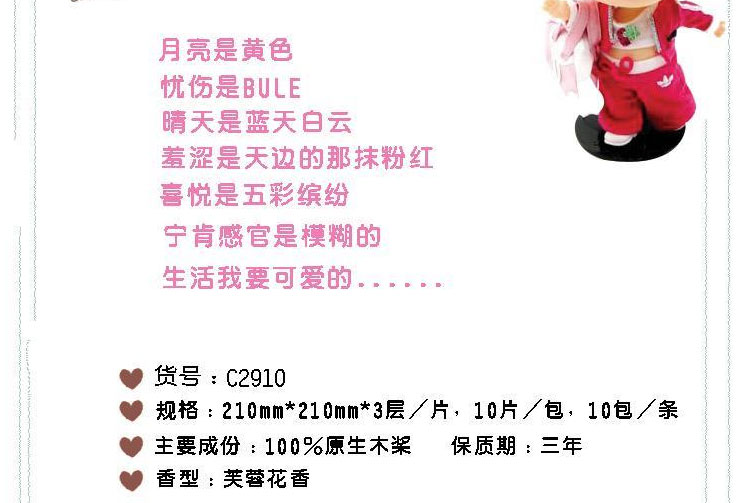 月亮是黄色
忧伤是BULE
晴天是蓝天白云
羞涩是天边的那抹粉红
喜悦是五彩缤纷
宁肯感官是模糊的
生活我要可爱的......
货号：C2910
规格：210mm*210mm*3层／片，10片／包，10包／条
主要成份：100%原生木桨 保质期：三年
香型：芙蓉花香